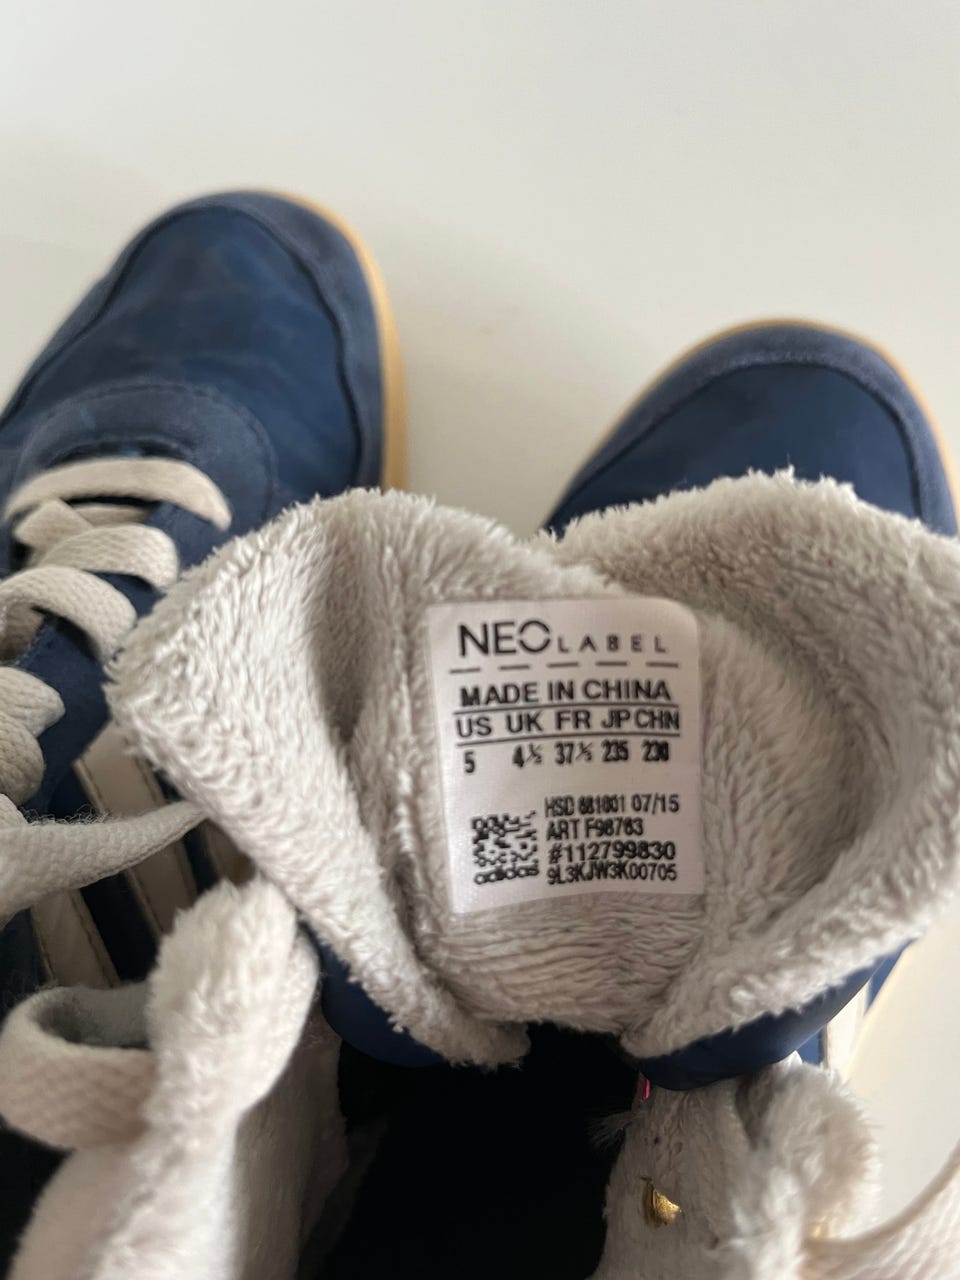 NEO LABEL
MADE IN CHINA
US UK FR JP CHN
5 4½ 37⅓ 235 230
HSD 681001 07/15
ART F98763
#112799830
9L3KJW3K00705
adidas